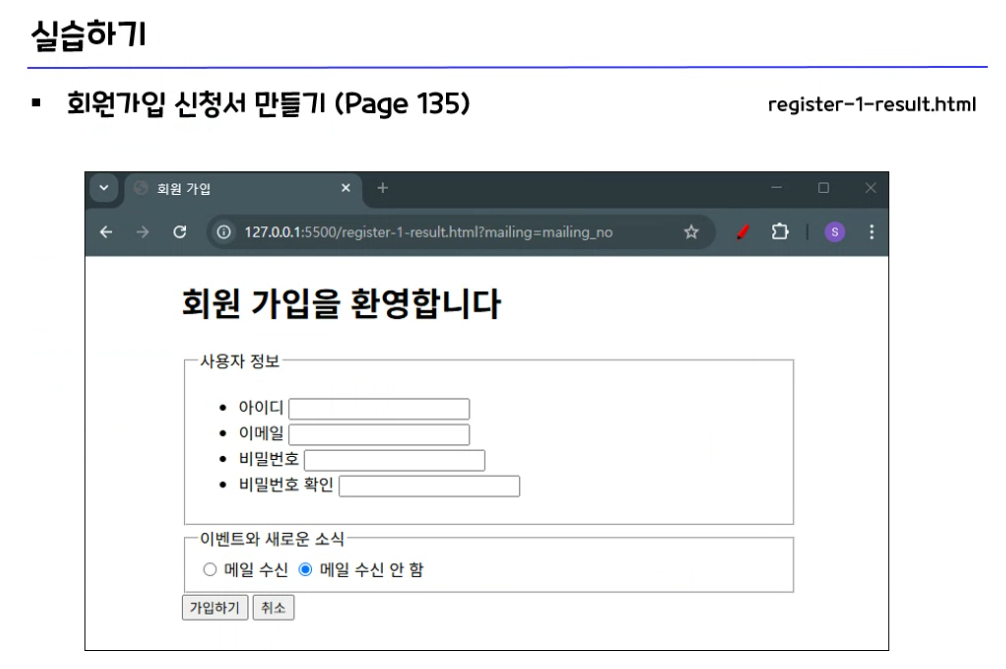 실습하기
▪ 회원가입 신청서 만들기 (Page 135) register-1-result.html
회원 가입
127.0.0.1:5500/register-1-result.html?mailing=mailing_no
S
회원 가입을 환영합니다
사용자 정보
• 아이디
• 이메일
• 비밀번호
• 비밀번호 확인
이벤트와 새로운 소식
메일 수신 메일 수신 안 함
가입하기 취소